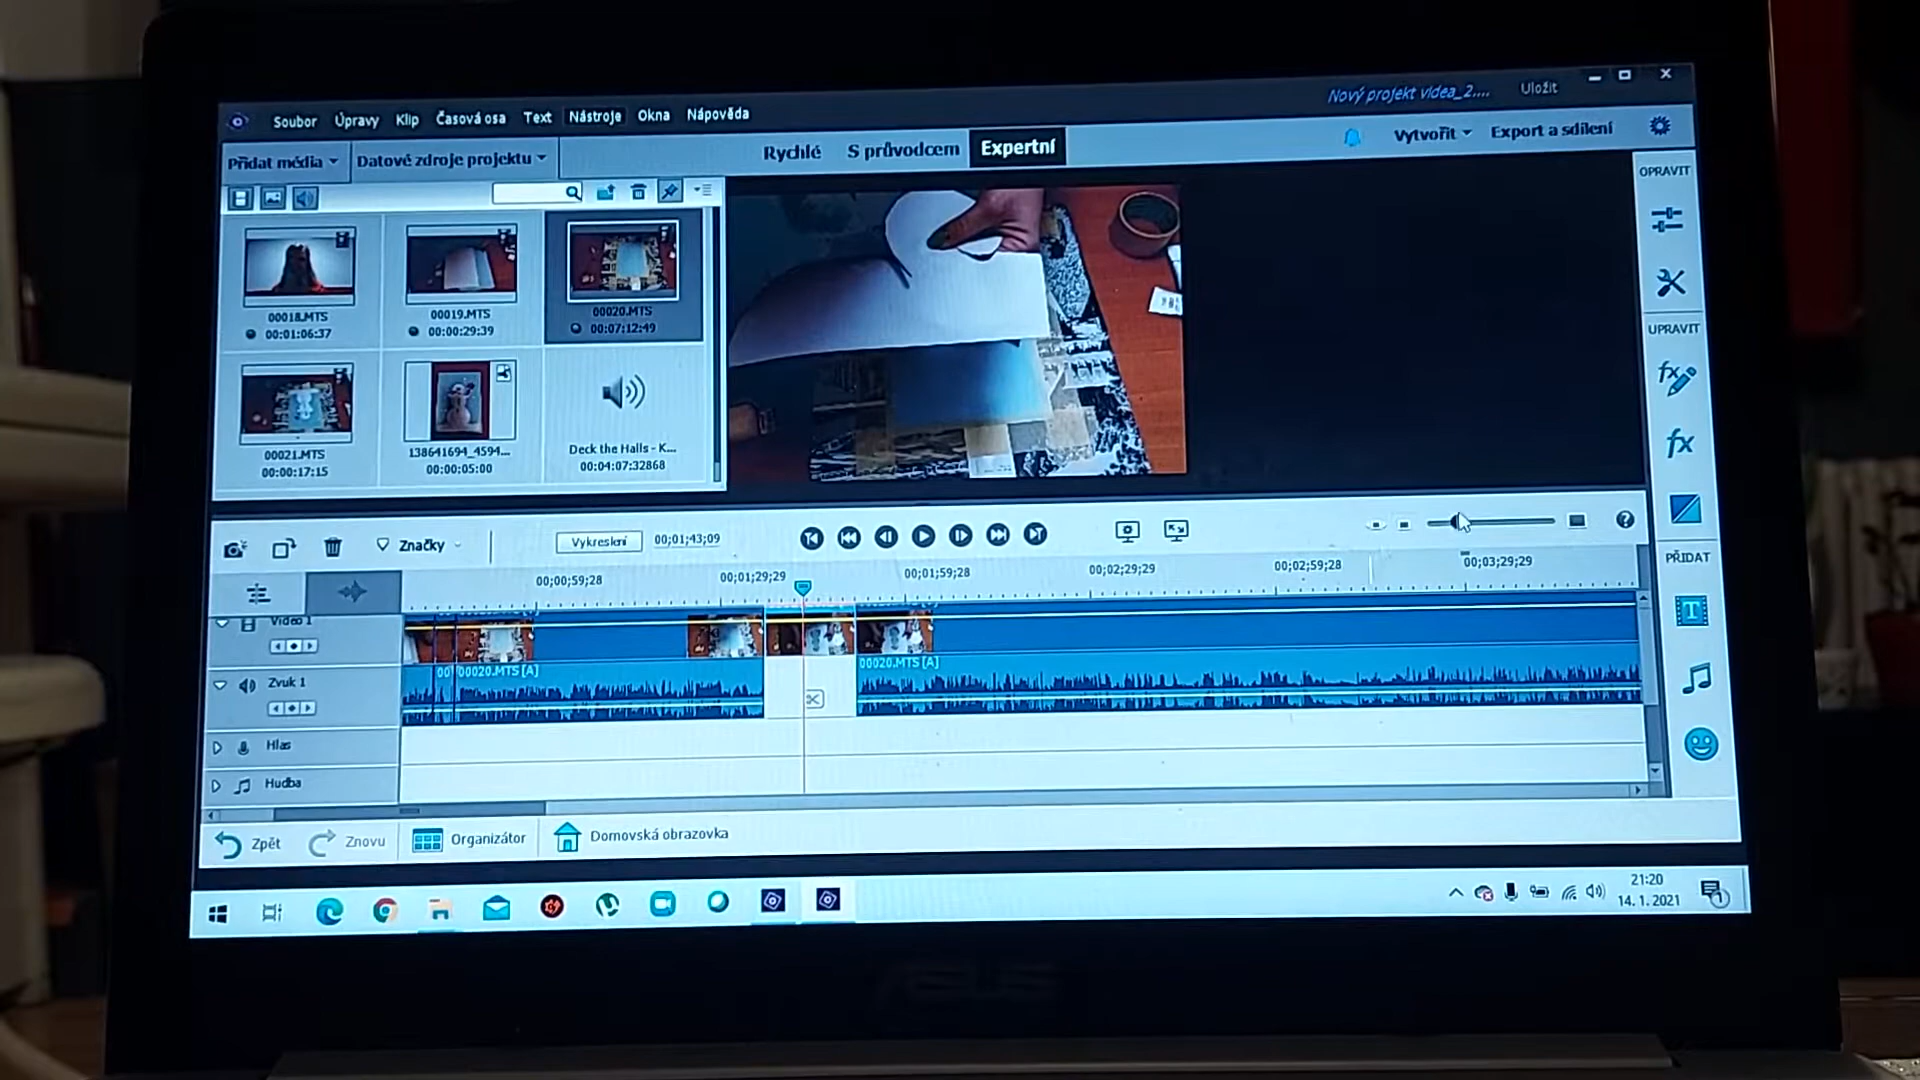 Nový projekt videa_2....
Uložit
Soubor Úpravy Klip Časová osa Text Nástroje Okna Nápověda
Přidat média Datové zdroje projektu
Rychlé S průvodcem Expertní
Vytvořit Export a sdílení
OPRAVIT
00018.MTS
00:01:06:37
00019.MTS
00:00:29:39
00020.MTS
00:07:12:49
UPRAVIT
00021.MTS
00:00:17:15
138641694_4594...
00:00:05:00
Deck the Halls - K...
00:04:07:32868
fx
fx
Značky
Vykreslení
00;01;43;09
PŘIDAT
00;00;59;28 00;01;29;29 00;01;59;28 00;02;29;29 00;02;59;28 00;03;29;29
T
Video 1
00020.MTS [A]
00020.MTS [A]
Zvuk 1
Hlas
Hudba
Zpět Znovu Organizátor Domovská obrazovka
21:20
14. 1. 2021
1
ASUS